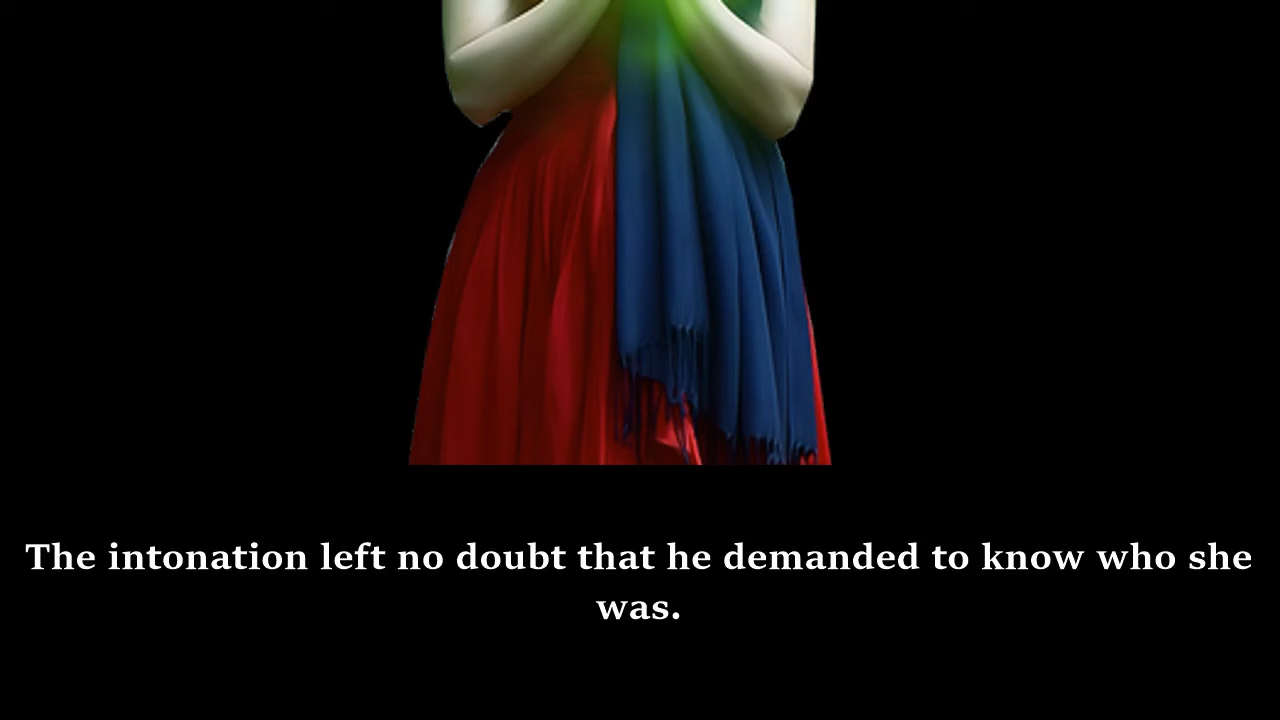 The intonation left no doubt that he demanded to know who she
was.